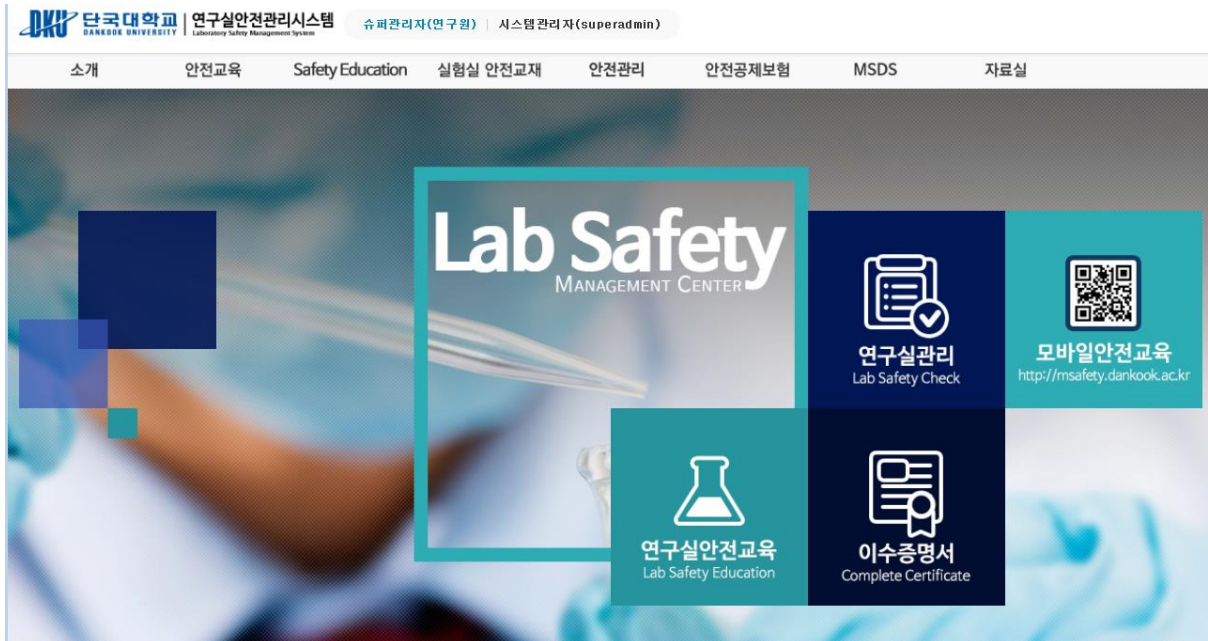 DKU 단국대학교
DANKOOK UNIVERSITY
연구실안전관리시스템
Laboratory Safety Management System
슈퍼관리자(연구원) | 시스템관리자(superadmin)
소개 안전교육 Safety Education 실험실 안전교재 안전관리 안전공제보험 MSDS 자료실
Lab Safety
MANAGEMENT CENTER
연구실관리
Lab Safety Check
모바일안전교육
http://msafety.dankook.ac.kr
연구실안전교육
Lab Safety Education
이수증명서
Complete Certificate